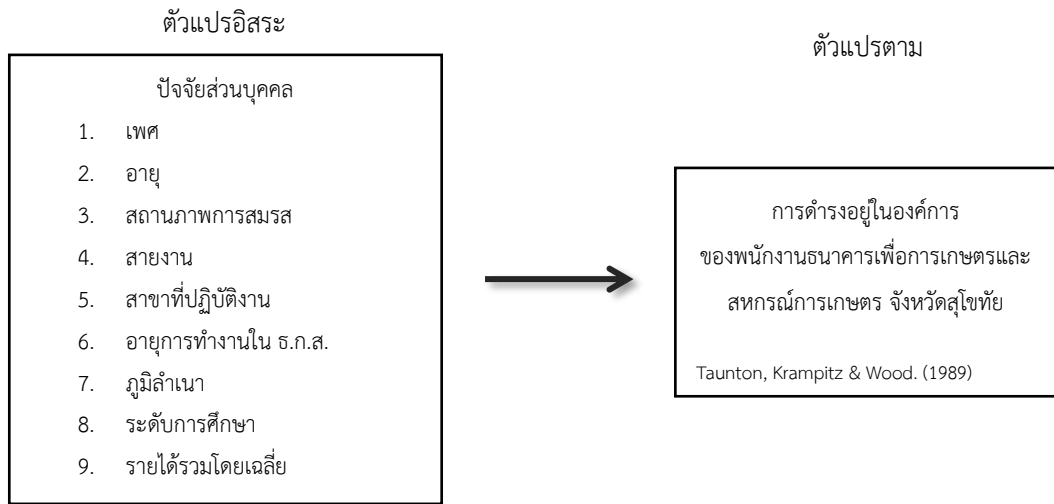 ตัวแปรอิสระ
ปัจจัยส่วนบุคคล
1. เพศ
2. อายุ
3. สถานภาพการสมรส
4. สายงาน
5. สาขาที่ปฏิบัติงาน
6. อายุการทำงานใน ธ.ก.ส.
7. ภูมิลำเนา
8. ระดับการศึกษา
9. รายได้รวมโดยเฉลี่ย
ตัวแปรตาม
การดำรงอยู่ในองค์การ
ของพนักงานธนาคารเพื่อการเกษตรและ
สหกรณ์การเกษตร จังหวัดสุโขทัย
Taunton, Krampitz & Wood. (1989)